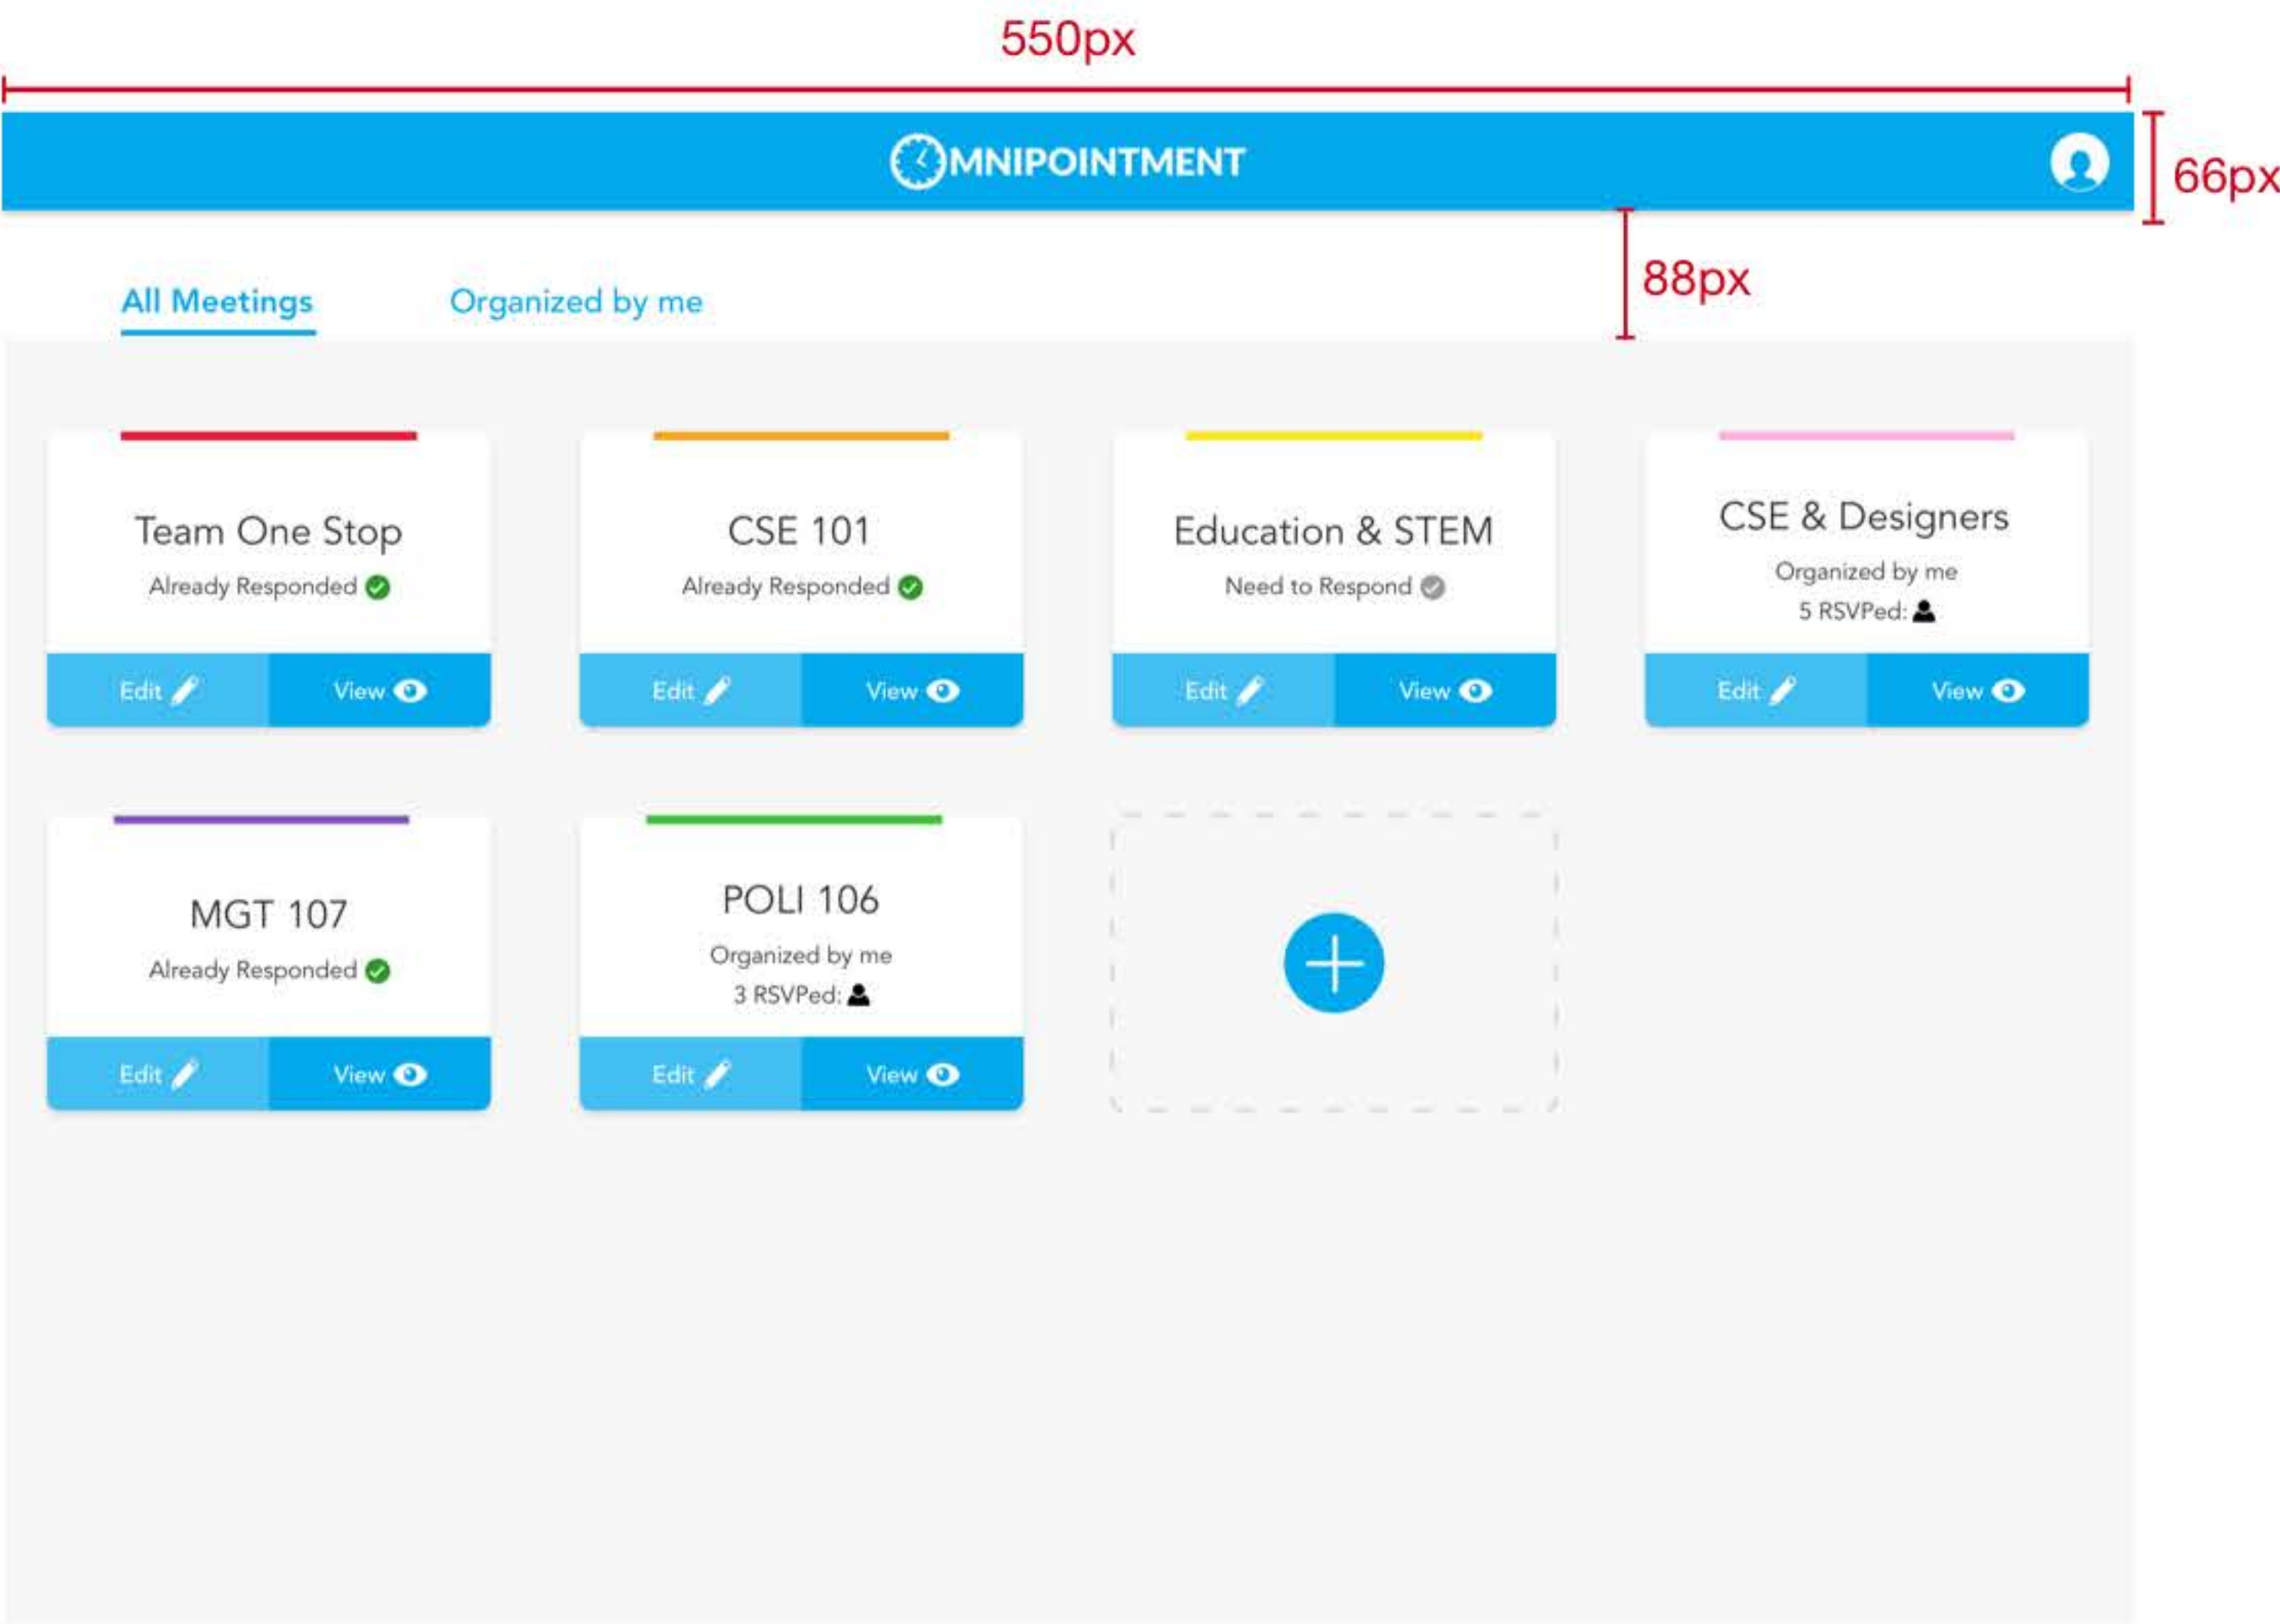 550px
MNIPOINTMENT
66px
88px
All Meetings
Organized by me
Team One Stop
Already Responded
Edit
View
CSE 101
Already Responded
Edit
View
Education & STEM
Need to Respond
Edit
View
CSE & Designers
Organized by me
5 RSVPed:
Edit
View
MGT 107
Already Responded
Edit
View
POLI 106
Organized by me
3 RSVPed:
Edit
View